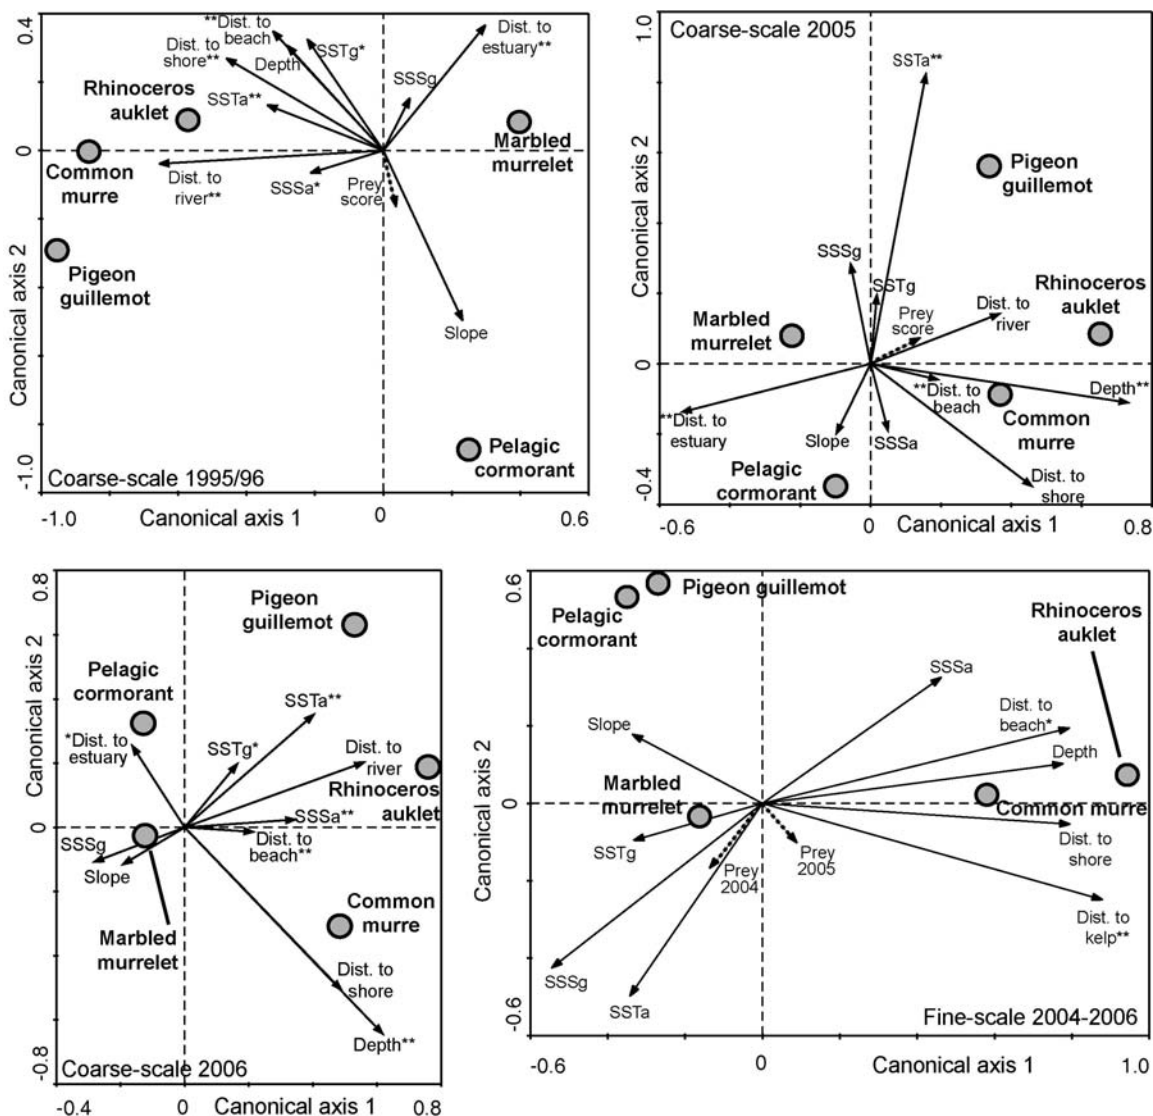 0.4
**Dist. to
beach
Dist. to
estuary**
Dist. to
shore**
Depth
SSTg*
SSSg
Rhinoceros
auklet
SSTa**
Marbled
murrelet
0
Common
murre
Dist. to
river**
SSSa*
Prey
score
Pigeon
guillemot
Slope
Canonical axis 2
Pelagic
cormorant
-1.0
Coarse-scale 1995/96
-1.0
Canonical axis 1
0
0.6
1.0
Coarse-scale 2005
SSTa**
Pigeon
guillemot
Canonical axis 2
SSSg
SSTg
Rhinoceros
auklet
Dist. to
river
Prey
score
Marbled
murrelet
0
**Dist. to
beach
Depth**
**Dist. to
estuary
Slope
SSSa
Common
murre
Pelagic
cormorant
Dist. to
shore
-0.4
-0.6
0
Canonical axis 1
0.8
0.8
Pigeon
guillemot
Canonical axis 2
Pelagic
cormorant
SSTa**
*Dist. to
estuary
SSTg*
Dist. to
river
Rhinoceros
auklet
SSSa**
0
Dist. to
beach**
SSSg
Slope
Marbled
murrelet
Common
murre
Dist. to
shore
Depth**
-0.8
Coarse-scale 2006
-0.4
0
Canonical axis 1
0.8
0.6
Pigeon guillemot
Pelagic
cormorant
Rhinoceros
auklet
SSSa
Dist. to
beach*
Slope
Depth
Canonical axis 2
Marbled
murrelet
0
Common murre
SSTg
Dist. to
shore
Prey
2004
Prey
2005
Dist. to
kelp**
SSSg
SSTa
-0.6
Fine-scale 2004-2006
-0.6
0
Canonical axis 1
1.0